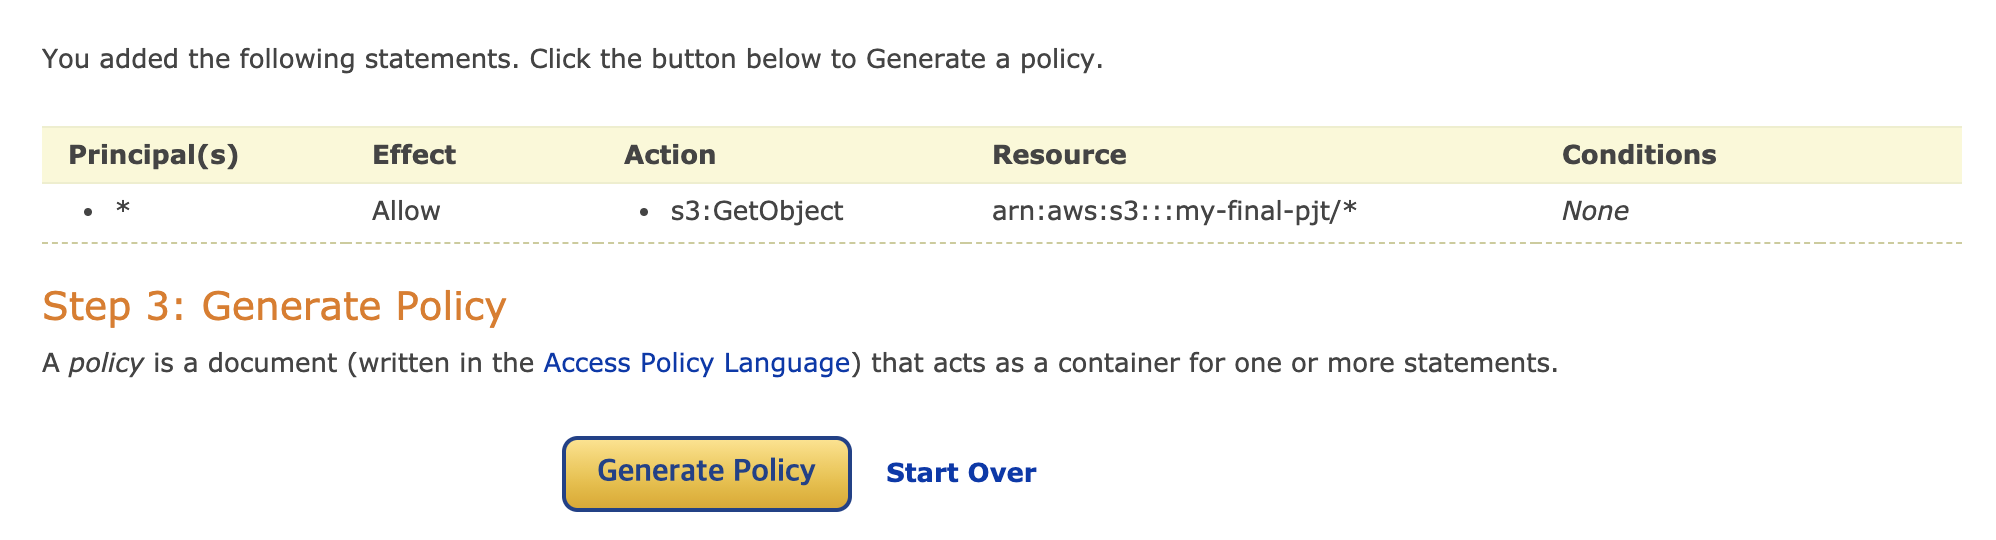 You added the following statements. Click the button below to Generate a policy.
Principal(s) Effect Action Resource Conditions
• * Allow • s3:GetObject arn:aws:s3:::my-final-pjt/* None
Step 3: Generate Policy
A policy is a document (written in the Access Policy Language) that acts as a container for one or more statements.
Generate Policy Start Over